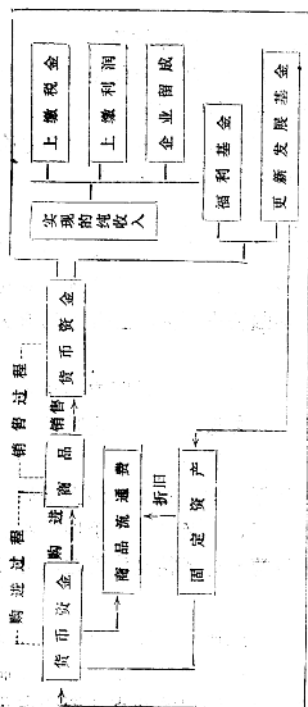 购进过程
销售过程
货币资金
购进
商品
销售
货币资金
实现的纯收入
上缴税金
上缴利润
企业留成
福利基金
更新发展基金
商品流通费
折旧
固定资产